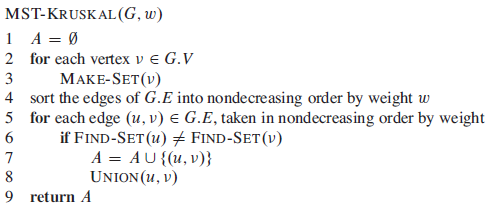 MST-KRUSKAL(G, w)
1 A = Ø
2 for each vertex v ∈ G.V
3 MAKE-SET(v)
4 sort the edges of G.E into nondecreasing order by weight w
5 for each edge (u, v) ∈ G.E, taken in nondecreasing order by weight
6 if FIND-SET(u) ≠ FIND-SET(v)
7 A = A ∪ {(u, v)}
8 UNION(u, v)
9 return A